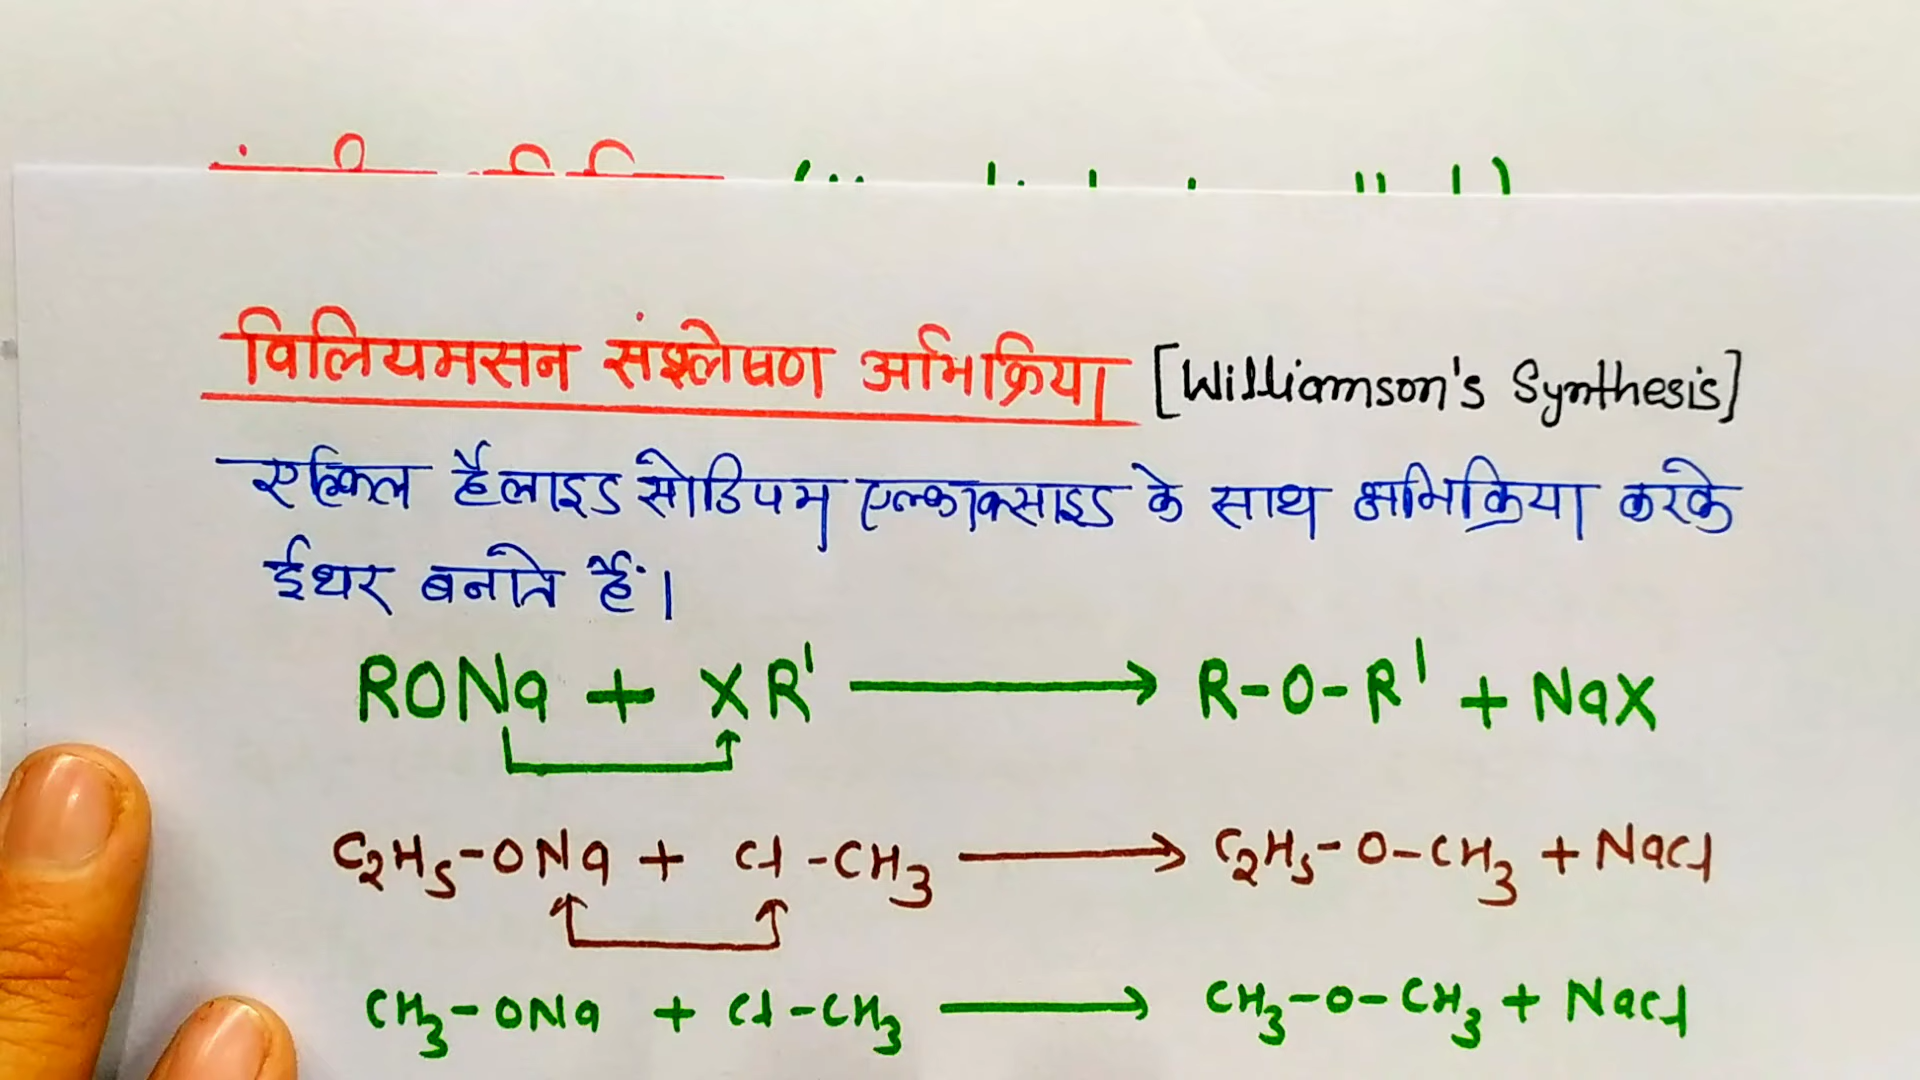 विलियमसन संश्लेषण अभिक्रिया [Williamson's Synthesis]
एल्किल हैलाइड सोडियम एल्कोक्साइड के साथ अभिक्रिया करके
ईथर बनाते हैं।
RONa + XR' ⟶ R-O-R' + NaX
C₂H₅-ONa + Cl-CH₃ ⟶ C₂H₅-O-CH₃ + NaCl
CH₃-ONa + Cl-CH₃ ⟶ CH₃-O-CH₃ + NaCl